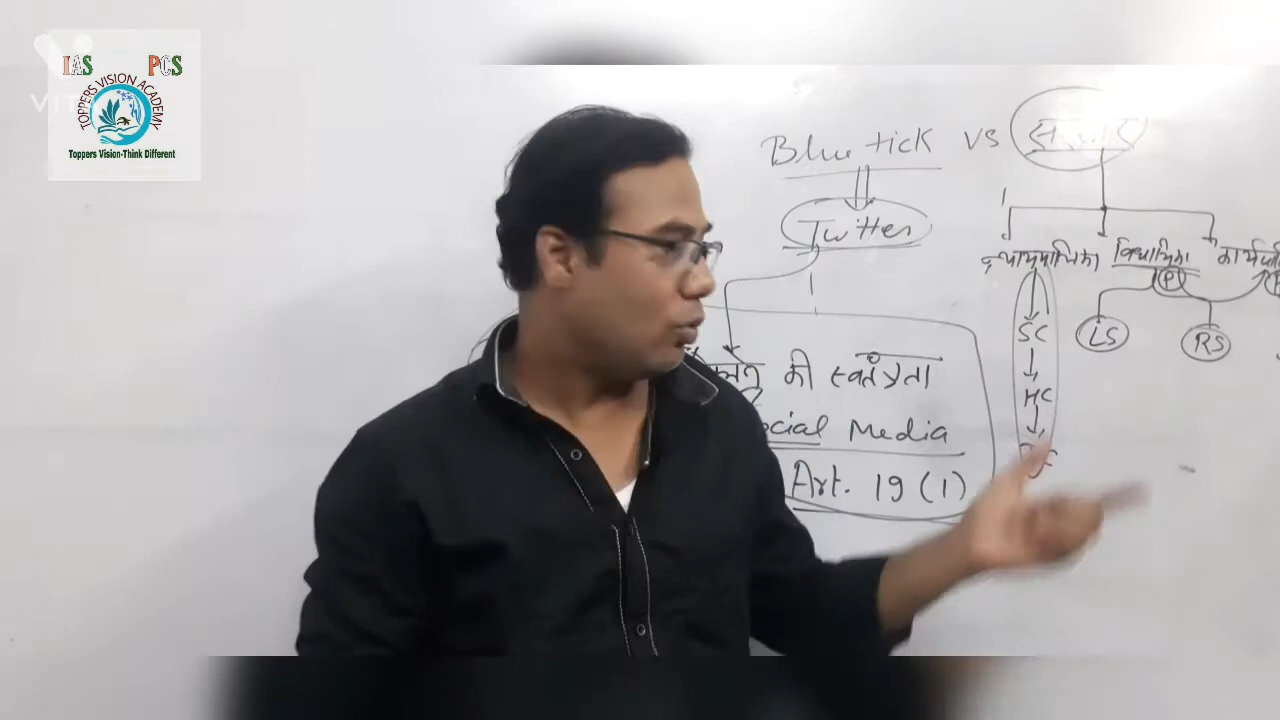 IAS PCS
TOPPERS VISION ACADEMY
Toppers Vision-Think Different
Blue tick vs सरकार
Twitter
न्यायपालिका विधायिका
P
SC LS RS
HC
की स्वतंत्रता
Social Media
Art. 19 (1)